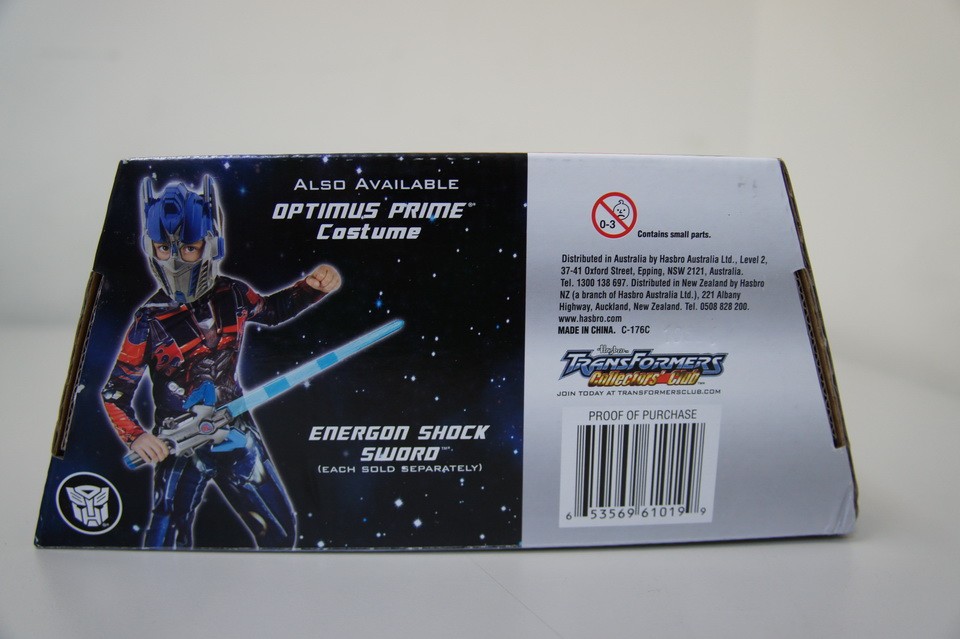 ALSO AVAILABLE
OPTIMUS PRIME®
Costume
ENERGON SHOCK
SWORD™
(EACH SOLD SEPARATELY)
0-3
Contains small parts.
Distributed in Australia by Hasbro Australia Ltd., Level 2,
37-41 Oxford Street, Epping, NSW 2121, Australia.
Tel. 1300 138 697. Distributed in New Zealand by Hasbro
NZ (a branch of Hasbro Australia Ltd.), 221 Albany
Highway, Auckland, New Zealand. Tel. 0508 828 200.
www.hasbro.com
MADE IN CHINA. C-176C
Hasbro
TRANSFORMERS
Collectors' Club™
JOIN TODAY AT TRANSFORMERSCLUB.COM
PROOF OF PURCHASE
6 53569 61019 9